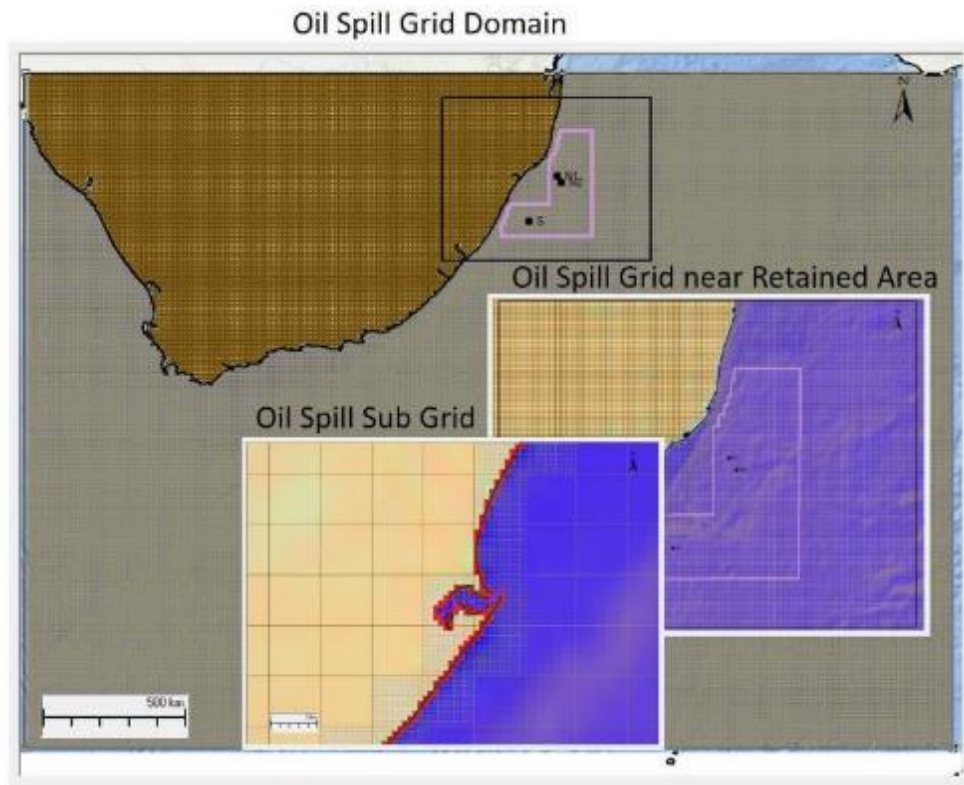 Oil Spill Grid Domain
N
S
Oil Spill Grid near Retained Area
Oil Spill Sub Grid
500 km